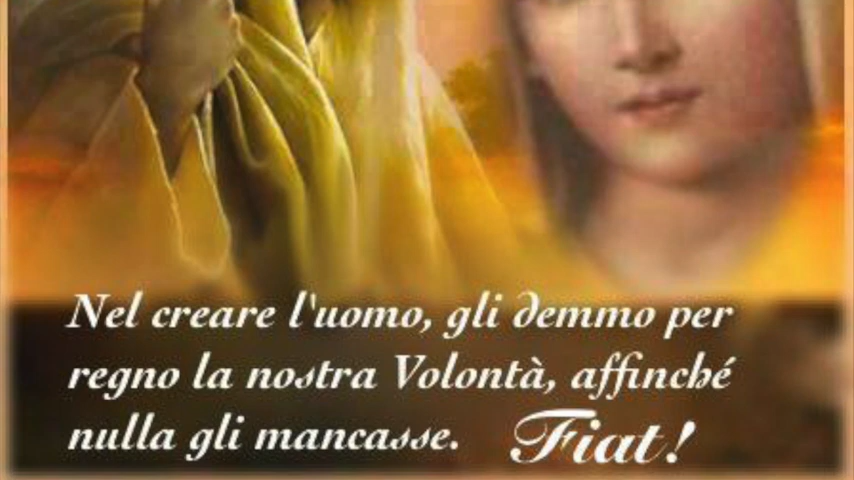 Nel creare l'uomo, gli demmo per
regno la nostra Volontà, affinché
nulla gli mancasse. Fiat!